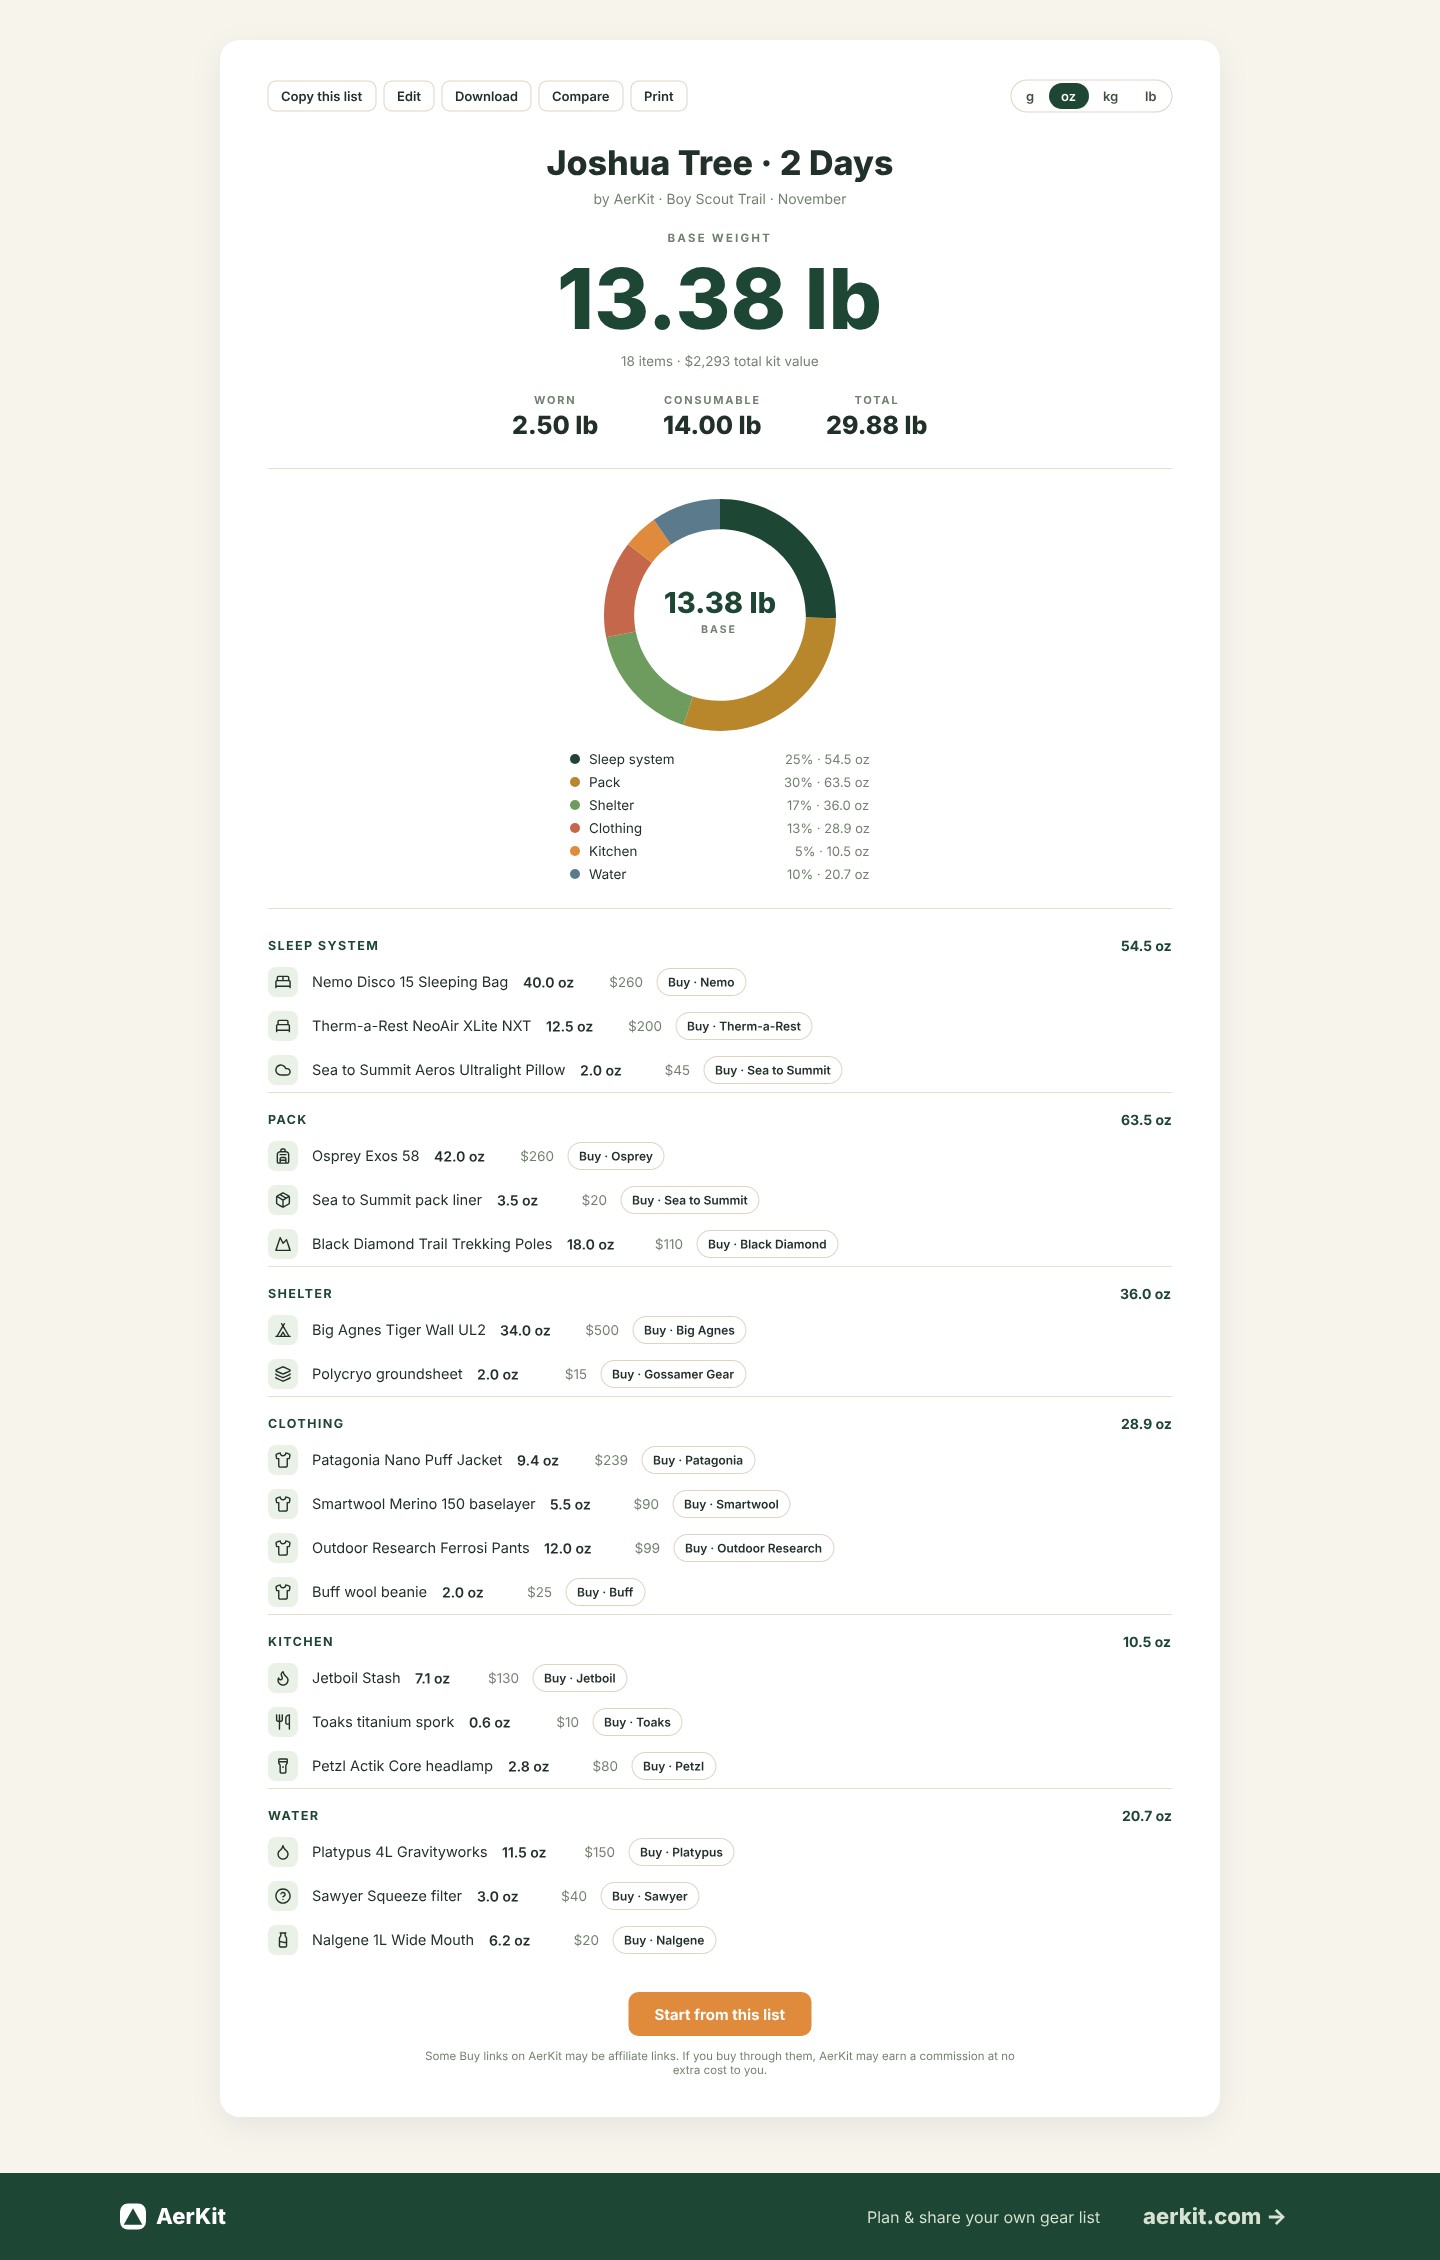 Copy this list Edit Download Compare Print g oz kg lb
Joshua Tree · 2 Days
by AerKit · Boy Scout Trail · November
BASE WEIGHT
13.38 lb
18 items · $2,293 total kit value
WORN CONSUMABLE TOTAL
2.50 lb 14.00 lb 29.88 lb
13.38 lb
BASE
Sleep system 25% · 54.5 oz
Pack 30% · 63.5 oz
Shelter 17% · 36.0 oz
Clothing 13% · 28.9 oz
Kitchen 5% · 10.5 oz
Water 10% · 20.7 oz
SLEEP SYSTEM 54.5 oz
Nemo Disco 15 Sleeping Bag 40.0 oz $260 Buy · Nemo
Therm-a-Rest NeoAir XLite NXT 12.5 oz $200 Buy · Therm-a-Rest
Sea to Summit Aeros Ultralight Pillow 2.0 oz $45 Buy · Sea to Summit
PACK 63.5 oz
Osprey Exos 58 42.0 oz $260 Buy · Osprey
Sea to Summit pack liner 3.5 oz $20 Buy · Sea to Summit
Black Diamond Trail Trekking Poles 18.0 oz $110 Buy · Black Diamond
SHELTER 36.0 oz
Big Agnes Tiger Wall UL2 34.0 oz $500 Buy · Big Agnes
Polycryo groundsheet 2.0 oz $15 Buy · Gossamer Gear
CLOTHING 28.9 oz
Patagonia Nano Puff Jacket 9.4 oz $239 Buy · Patagonia
Smartwool Merino 150 baselayer 5.5 oz $90 Buy · Smartwool
Outdoor Research Ferrosi Pants 12.0 oz $99 Buy · Outdoor Research
Buff wool beanie 2.0 oz $25 Buy · Buff
KITCHEN 10.5 oz
Jetboil Stash 7.1 oz $130 Buy · Jetboil
Toaks titanium spork 0.6 oz $10 Buy · Toaks
Petzl Actik Core headlamp 2.8 oz $80 Buy · Petzl
WATER 20.7 oz
Platypus 4L Gravityworks 11.5 oz $150 Buy · Platypus
Sawyer Squeeze filter 3.0 oz $40 Buy · Sawyer
Nalgene 1L Wide Mouth 6.2 oz $20 Buy · Nalgene
Start from this list
Some Buy links on AerKit may be affiliate links. If you buy through them, AerKit may earn a commission at no
extra cost to you.
AerKit Plan & share your own gear list aerkit.com →